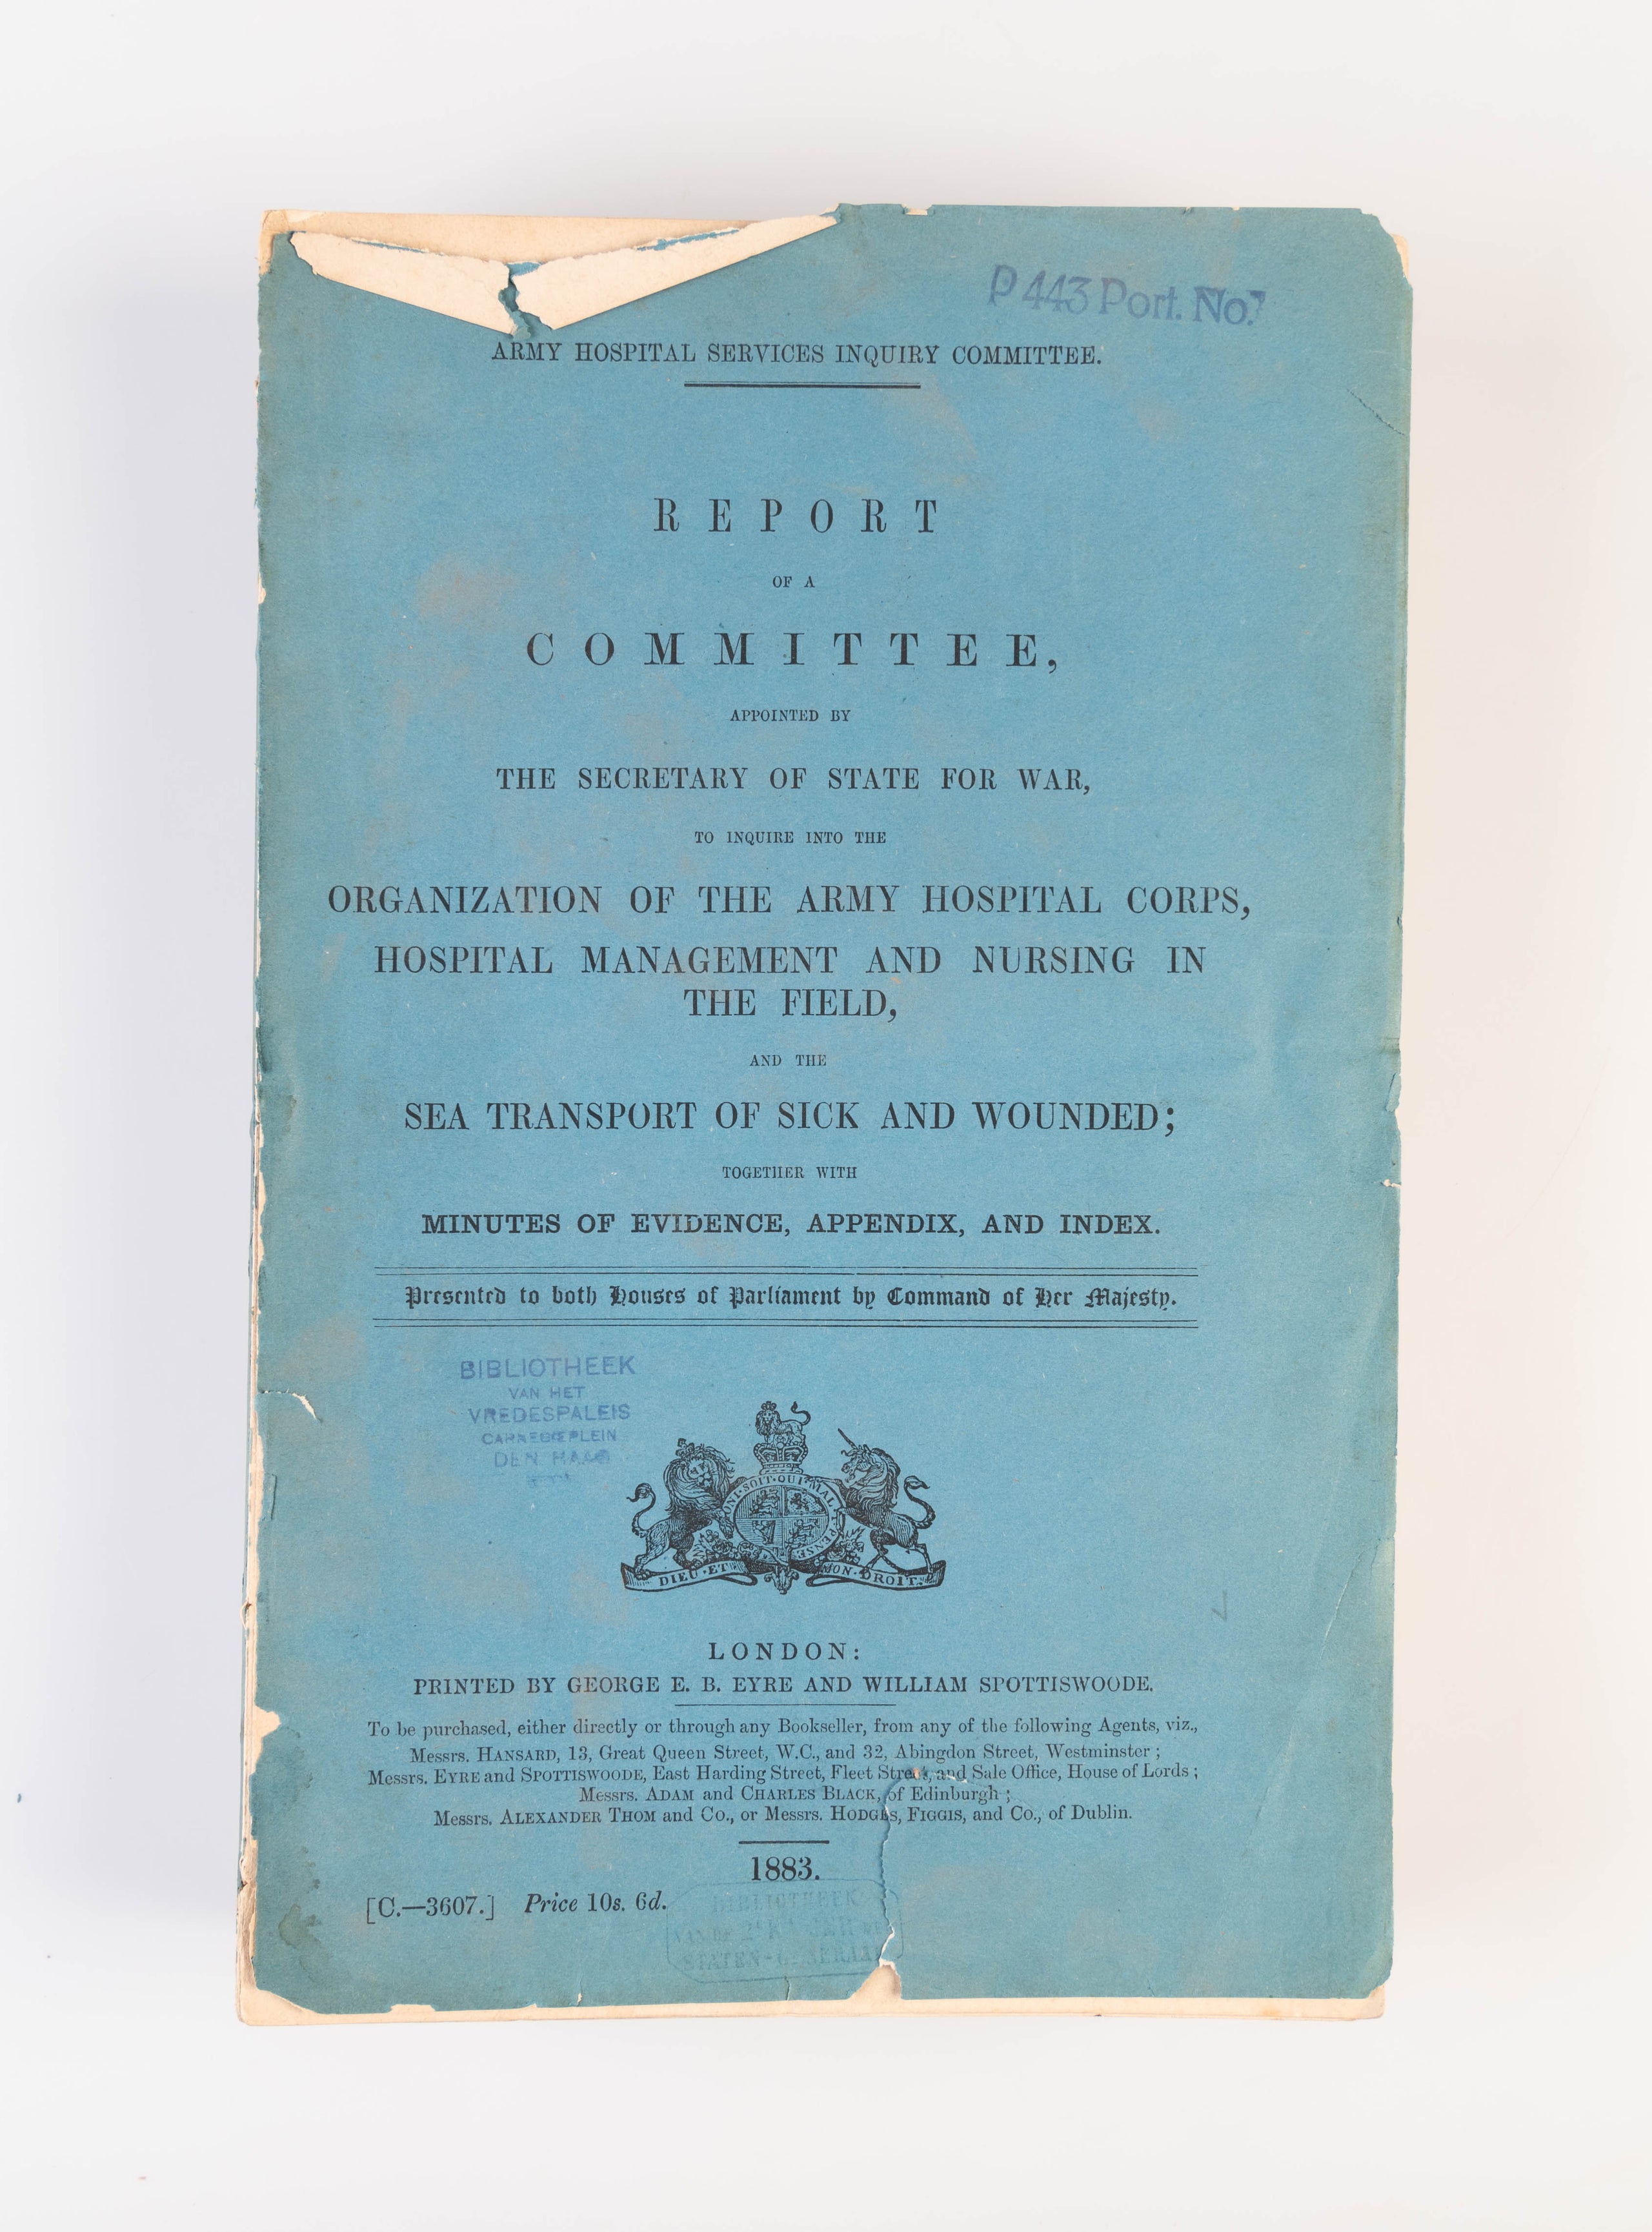 P 443 Port. No. 7
ARMY HOSPITAL SERVICES INQUIRY COMMITTEE.
REPORT
OF A
COMMITTEE,
APPOINTED BY
THE SECRETARY OF STATE FOR WAR,
TO INQUIRE INTO THE
ORGANIZATION OF THE ARMY HOSPITAL CORPS,
HOSPITAL MANAGEMENT AND NURSING IN
THE FIELD,
AND THE
SEA TRANSPORT OF SICK AND WOUNDED;
TOGETHER WITH
MINUTES OF EVIDENCE, APPENDIX, AND INDEX.
Presented to both Houses of Parliament by Command of Her Majesty.
BIBLIOTHEEK
VAN HET
VREDESPALEIS
CARNEGIEPLEIN
DEN HAAG
ONI·SOIT·QUI·MAL·Y·PENSE
DIEU·ET MON·DROIT.
LONDON:
PRINTED BY GEORGE E. B. EYRE AND WILLIAM SPOTTISWOODE.
To be purchased, either directly or through any Bookseller, from any of the following Agents, viz.,
Messrs. HANSARD, 13, Great Queen Street, W.C., and 32, Abingdon Street, Westminster;
Messrs. EYRE and SPOTTISWOODE, East Harding Street, Fleet Street, and Sale Office, House of Lords;
Messrs. ADAM and CHARLES BLACK, of Edinburgh;
Messrs. ALEXANDER THOM and Co., or Messrs. HODGES, FIGGIS, and Co., of Dublin.
1883.
[C.—3607.] Price 10s. 6d.
BIBLIOTHEEK
STATEN-GENERAAL